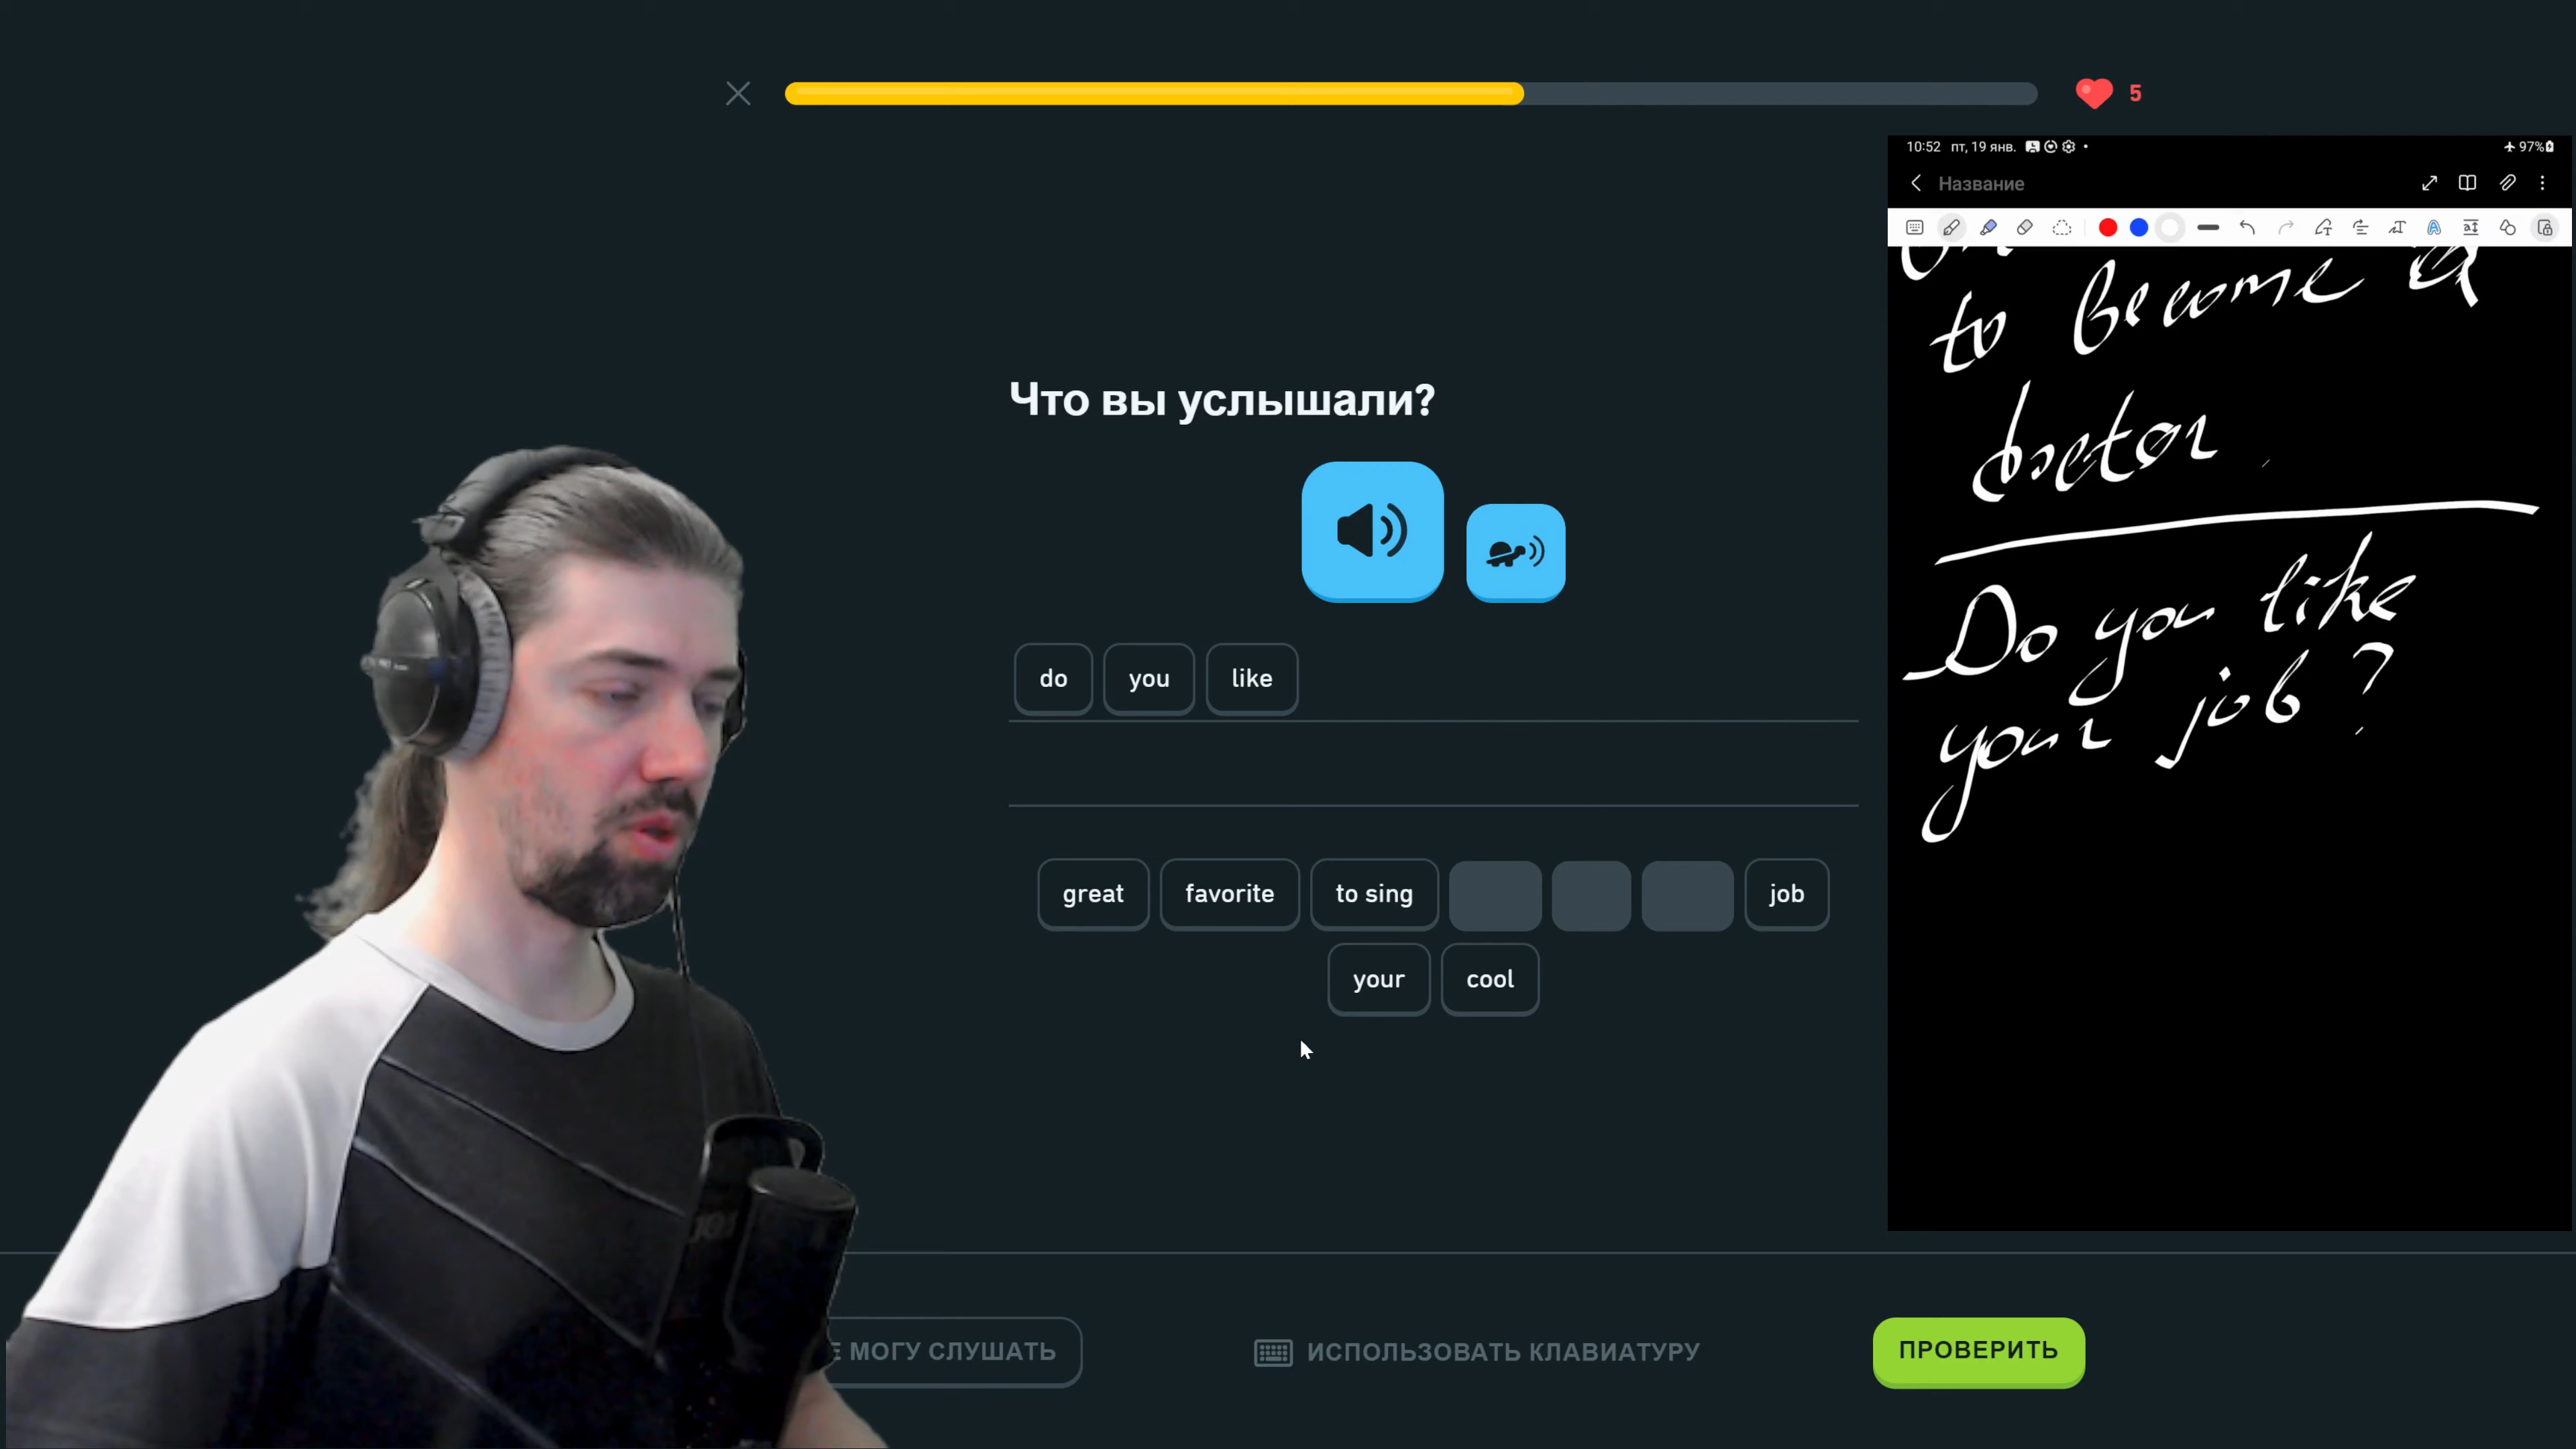 5
10:52 пт, 19 янв.
97%
Название
to become a
doctor.
Do you like
your job?
Что вы услышали?
do you like
great favorite to sing job
your cool
МОГУ СЛУШАТЬ
ИСПОЛЬЗОВАТЬ КЛАВИАТУРУ
ПРОВЕРИТЬ